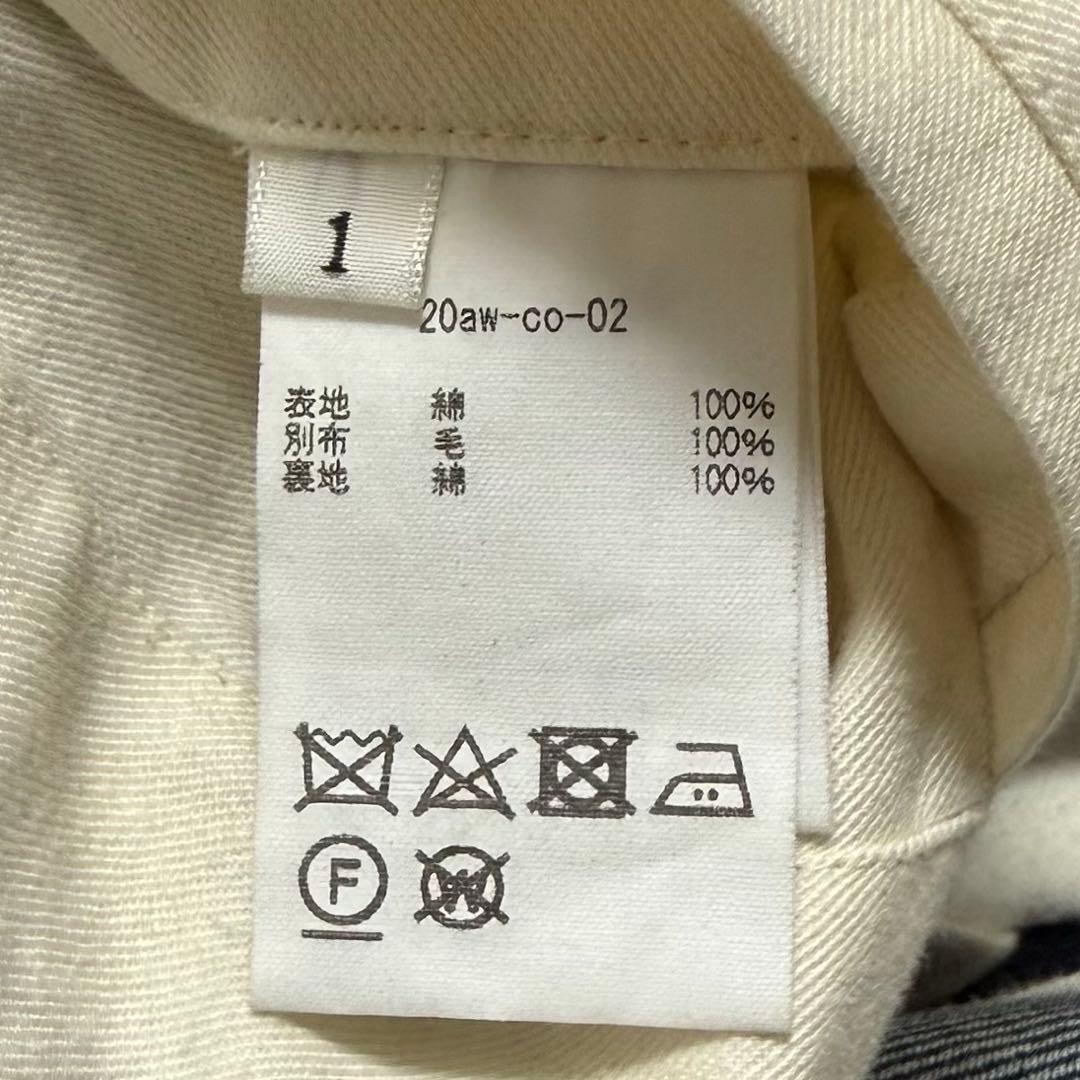 1
20aw-co-02
表地 綿 100%
別布 毛 100%
裏地 綿 100%
F